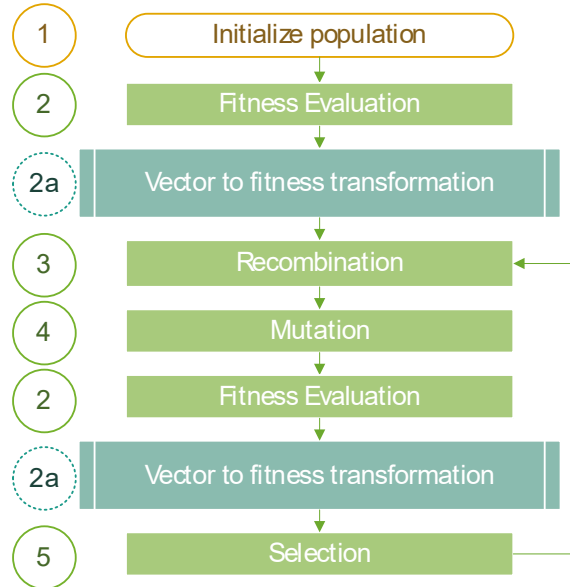 1 Initialize population
2 Fitness Evaluation
2a Vector to fitness transformation
3 Recombination
4 Mutation
2 Fitness Evaluation
2a Vector to fitness transformation
5 Selection